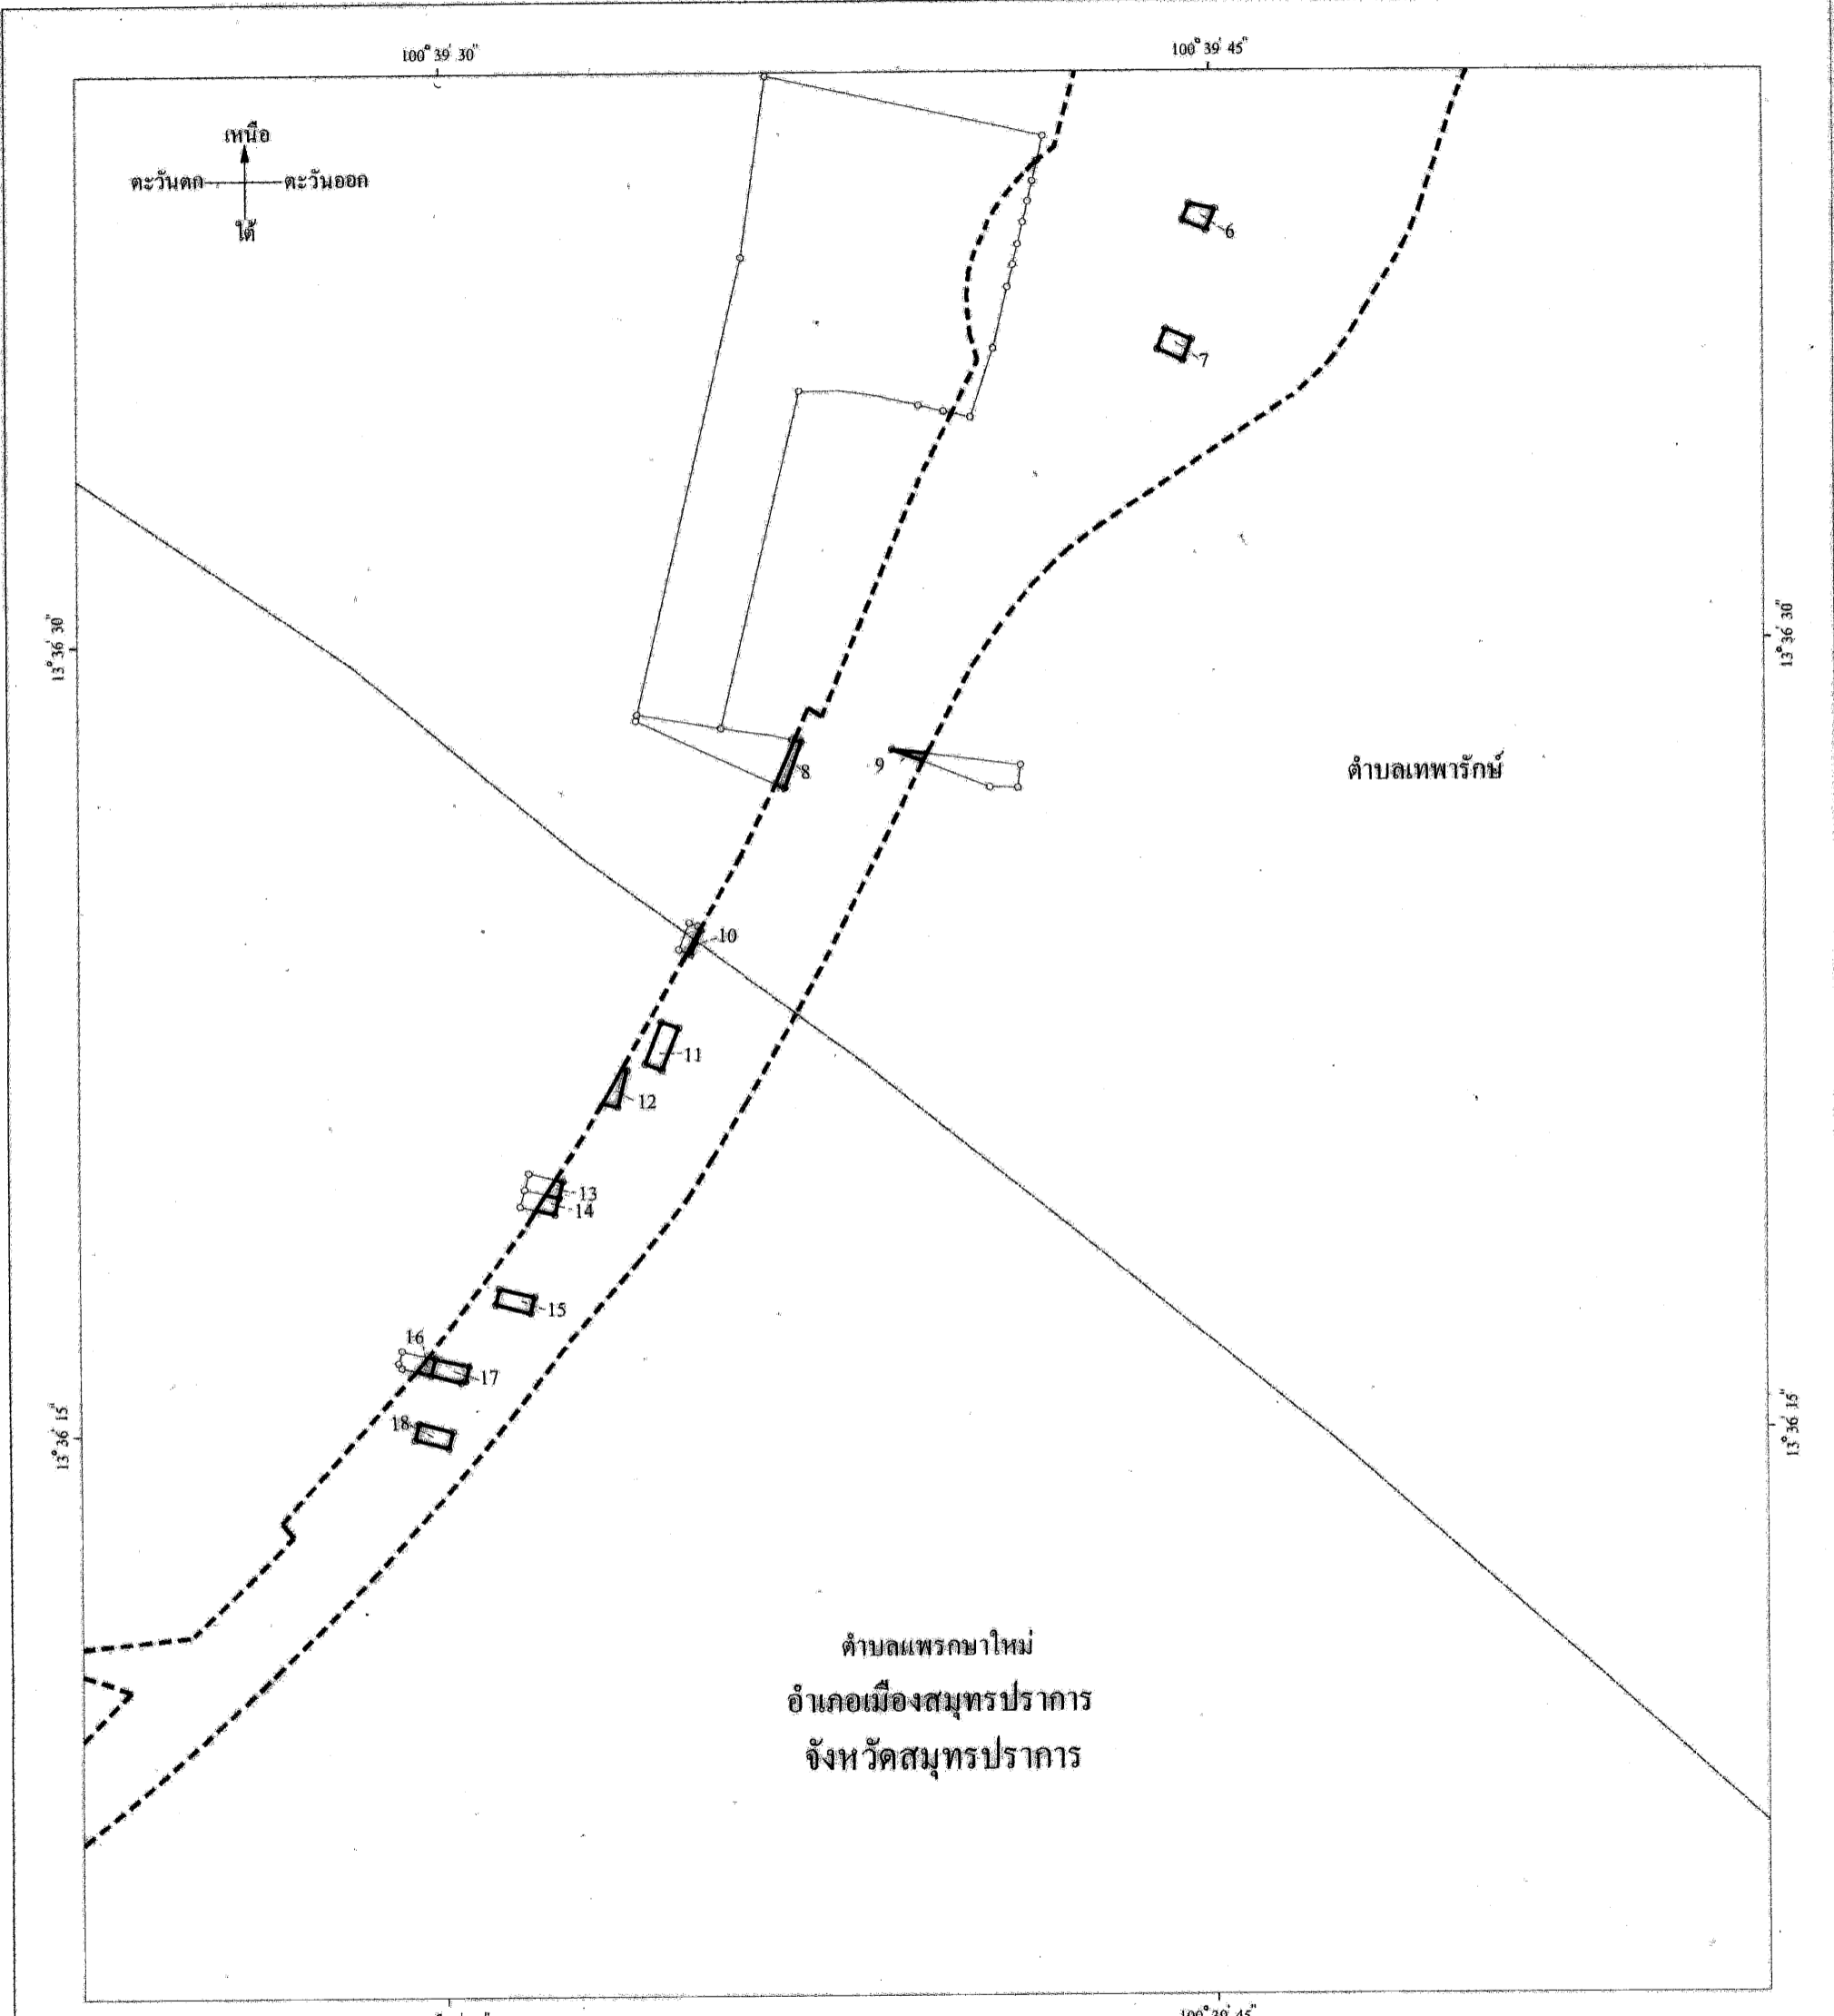 100° 39' 30"
100° 39' 45"
เหนือ
ตะวันตก
ตะวันออก
ใต้
6
7
13° 36' 30"
13° 36' 30"
8
9
ตำบลเทพารักษ์
10
11
12
13
14
15
16
17
18
13° 36' 15"
13° 36' 15"
ตำบลแพรกษาใหม่
อำเภอเมืองสมุทรปราการ
จังหวัดสมุทรปราการ
100° 39' 45"